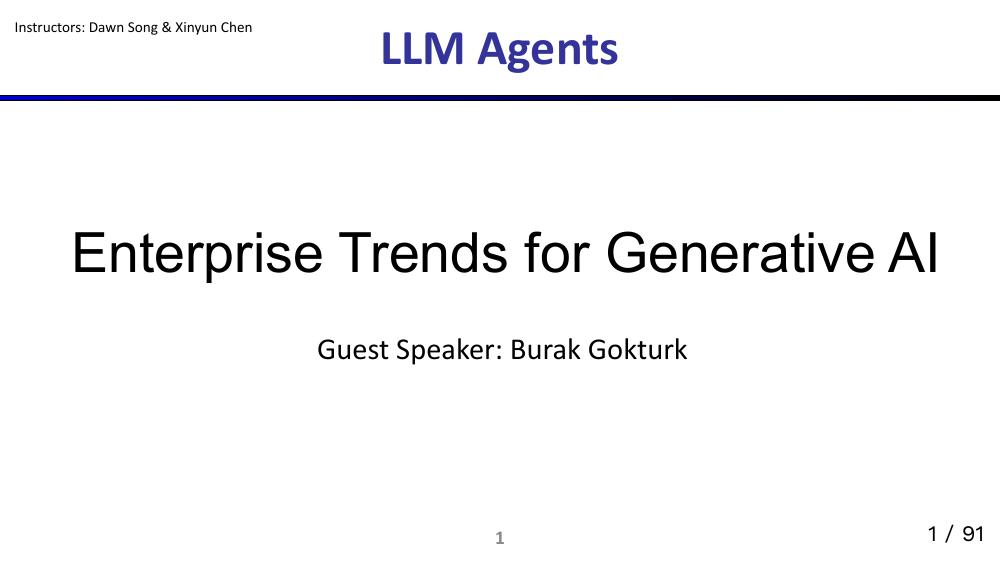 Instructors: Dawn Song & Xinyun Chen
LLM Agents
Enterprise Trends for Generative AI
Guest Speaker: Burak Gokturk
1
1 / 91